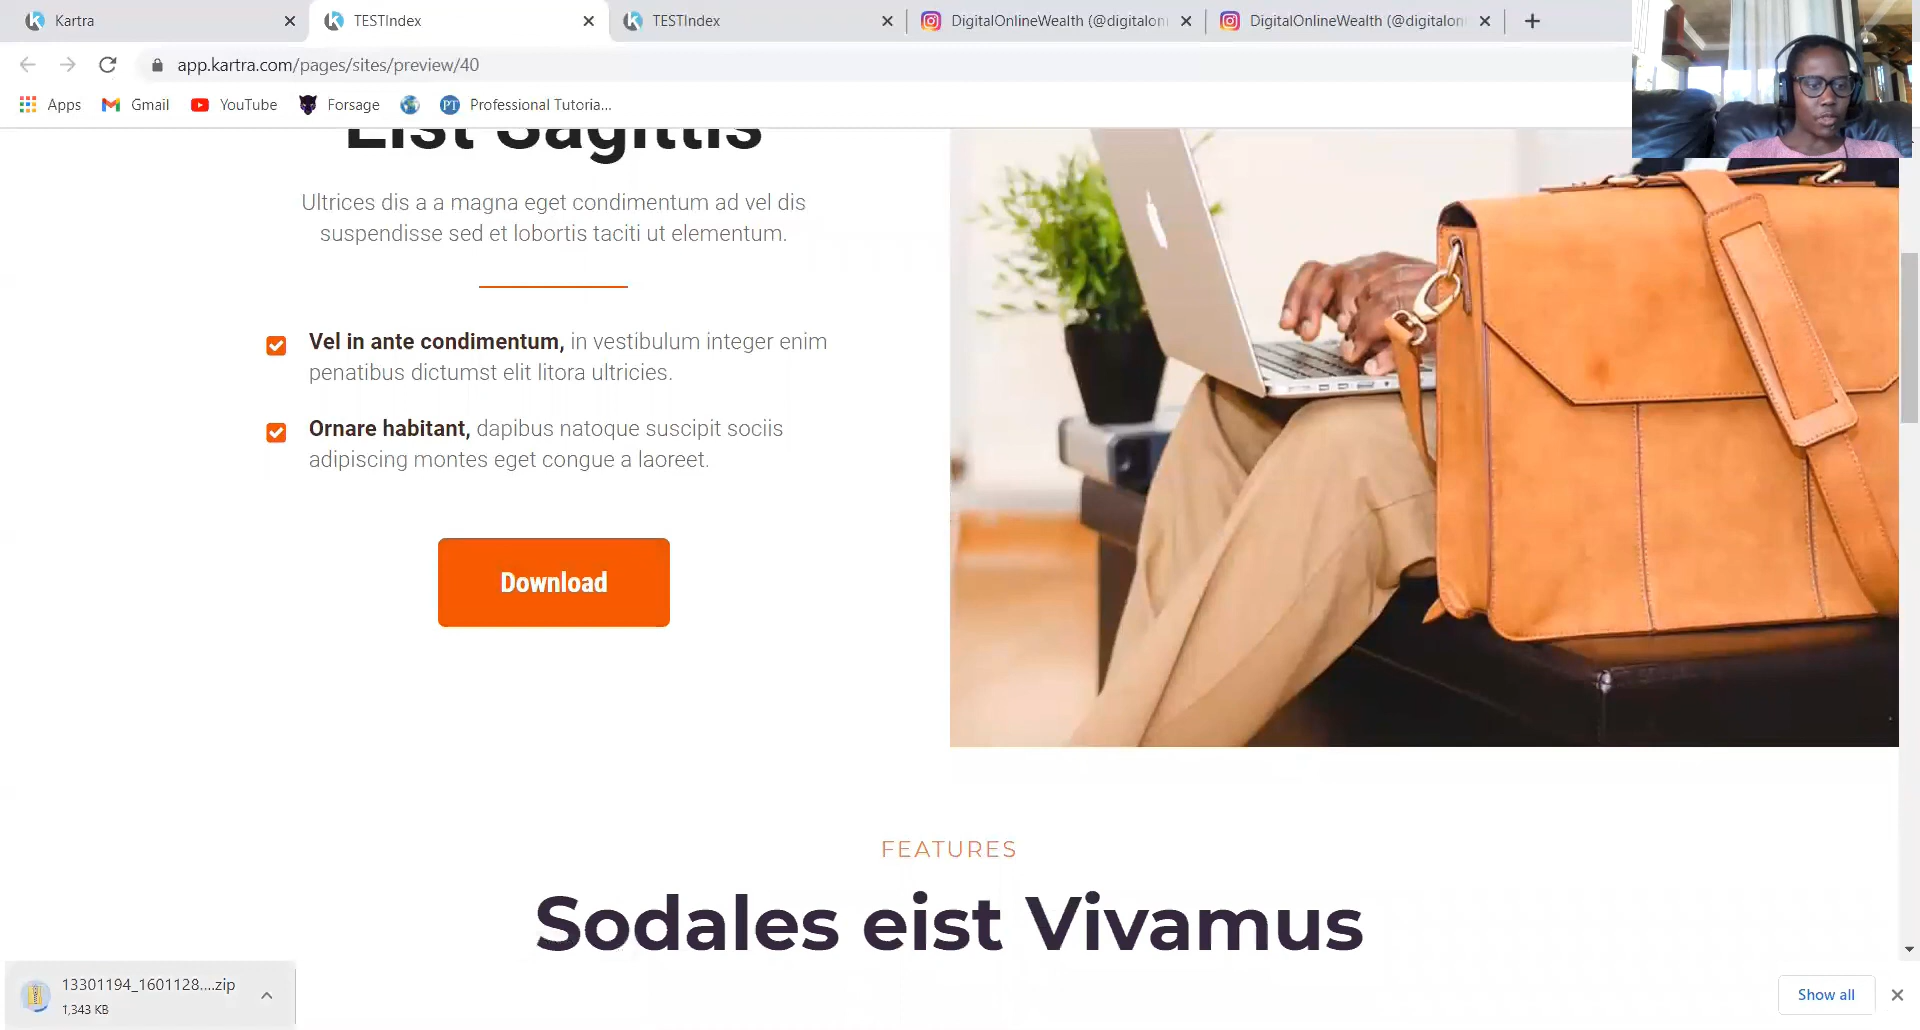 Kartra
TESTIndex
TESTIndex
DigitalOnlineWealth (@digitalon
DigitalOnlineWealth (@digitalon
app.kartra.com/pages/sites/preview/40
Apps
Gmail
YouTube
Forsage
PT
Professional Tutoria...
Eist Sagittis
Ultrices dis a a magna eget condimentum ad vel dis
suspendisse sed et lobortis taciti ut elementum.
Vel in ante condimentum, in vestibulum integer enim
penatibus dictumst elit litora ultricies.
Ornare habitant, dapibus natoque suscipit sociis
adipiscing montes eget congue a laoreet.
Download
FEATURES
Sodales eist Vivamus
13301194_1601128....zip
1,343 KB
Show all